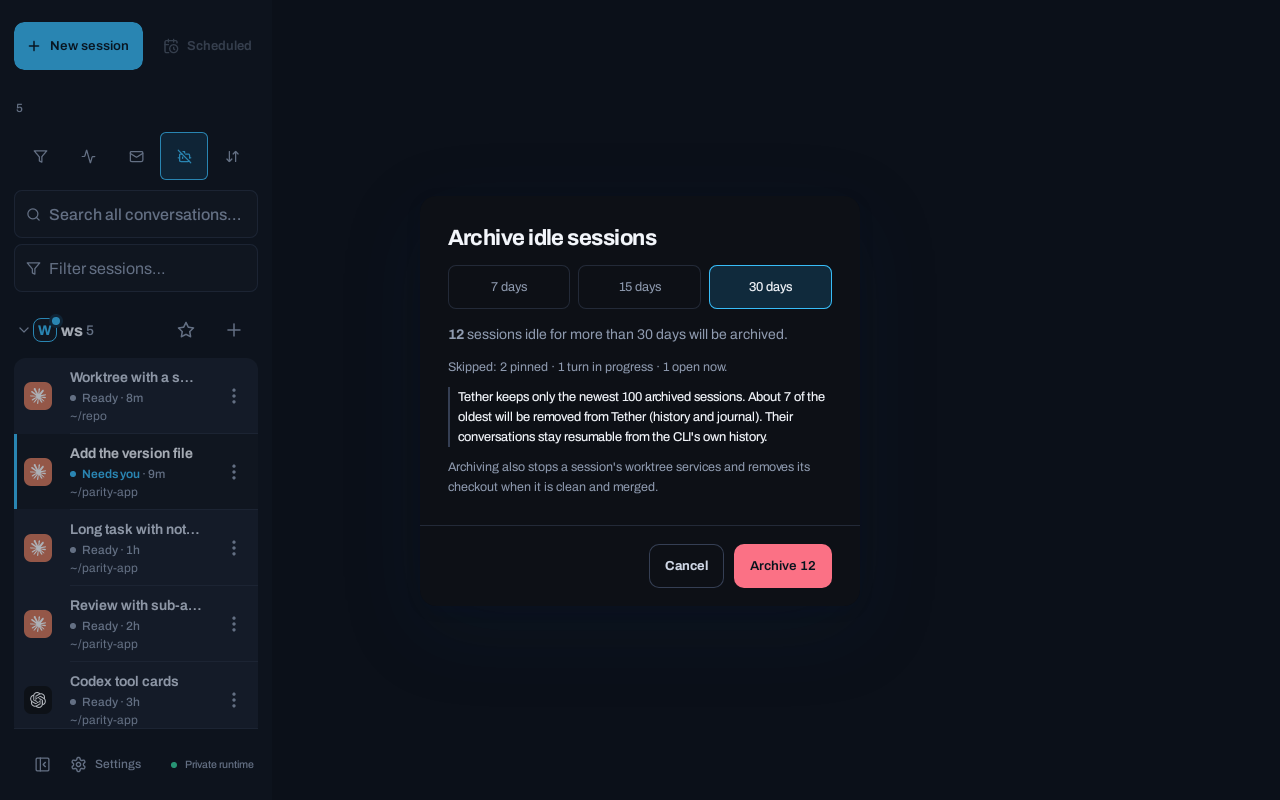 New session
Scheduled
5
Search all conversations...
Filter sessions...
W ws 5
Worktree with a s...
Ready · 8m
~/repo
Add the version file
Needs you · 9m
~/parity-app
Long task with not...
Ready · 1h
~/parity-app
Review with sub-a...
Ready · 2h
~/parity-app
Codex tool cards
Ready · 3h
~/parity-app
Settings
Private runtime
Archive idle sessions
7 days
15 days
30 days
12 sessions idle for more than 30 days will be archived.
Skipped: 2 pinned · 1 turn in progress · 1 open now.
Tether keeps only the newest 100 archived sessions. About 7 of the
oldest will be removed from Tether (history and journal). Their
conversations stay resumable from the CLI's own history.
Archiving also stops a session's worktree services and removes its
checkout when it is clean and merged.
Cancel
Archive 12